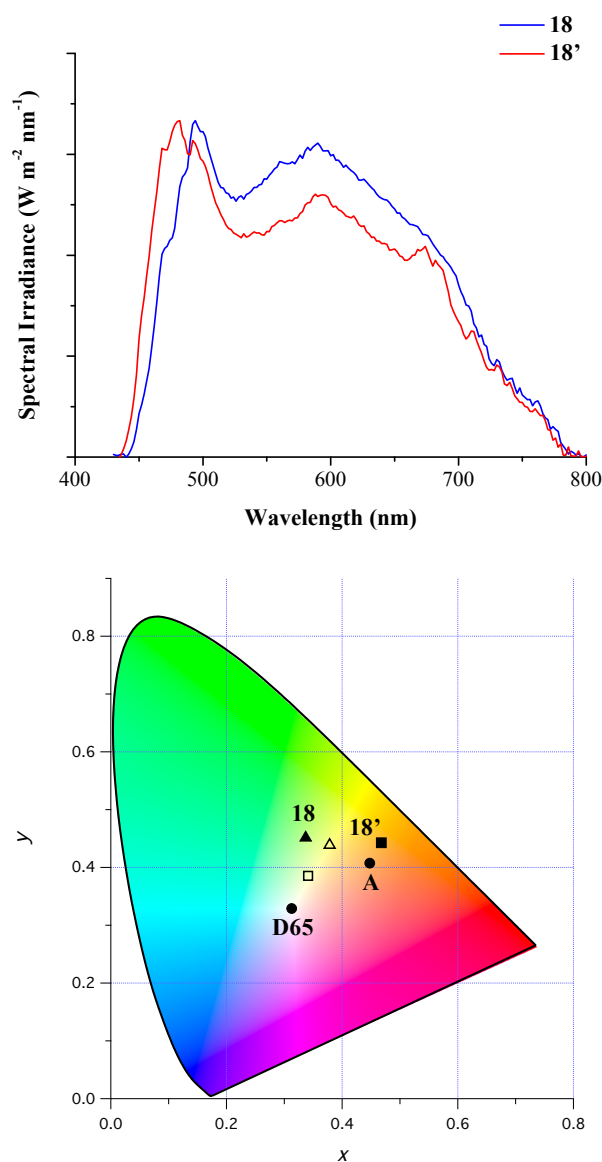 18
18’
Spectral Irradiance (W m⁻² nm⁻¹)
400 500 600 700 800
Wavelength (nm)
0.8
0.6
0.4
0.2
0.0
y
18
18’
A
D65
0.0 0.2 0.4 0.6 0.8
x